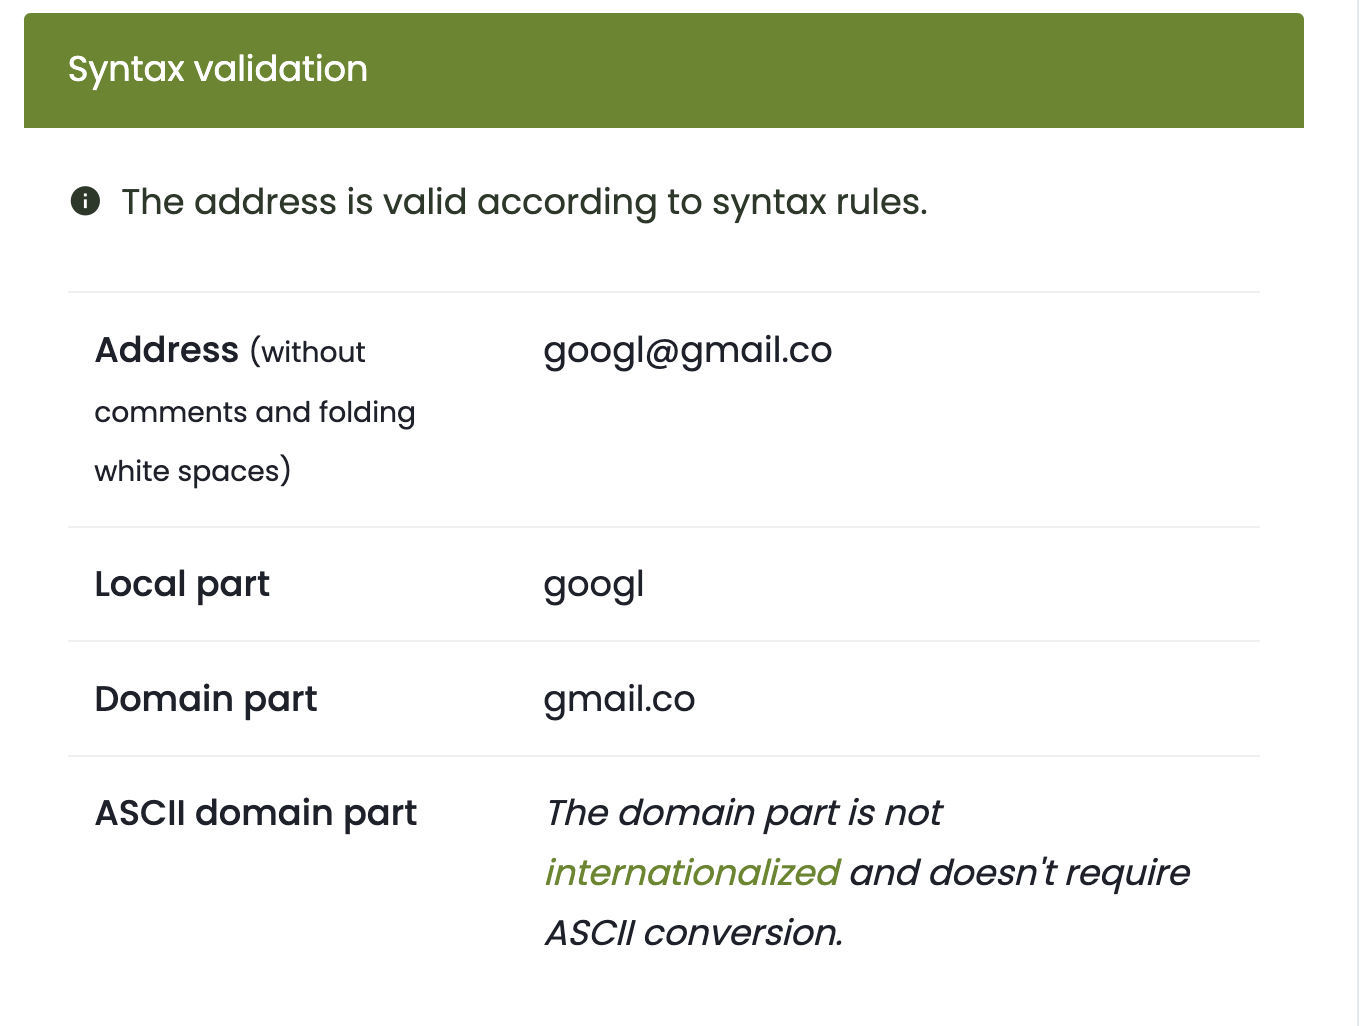 Syntax validation
The address is valid according to syntax rules.
Address (without
comments and folding
white spaces)
googl@gmail.co
Local part
googl
Domain part
gmail.co
ASCII domain part
The domain part is not
internationalized and doesn't require
ASCII conversion.